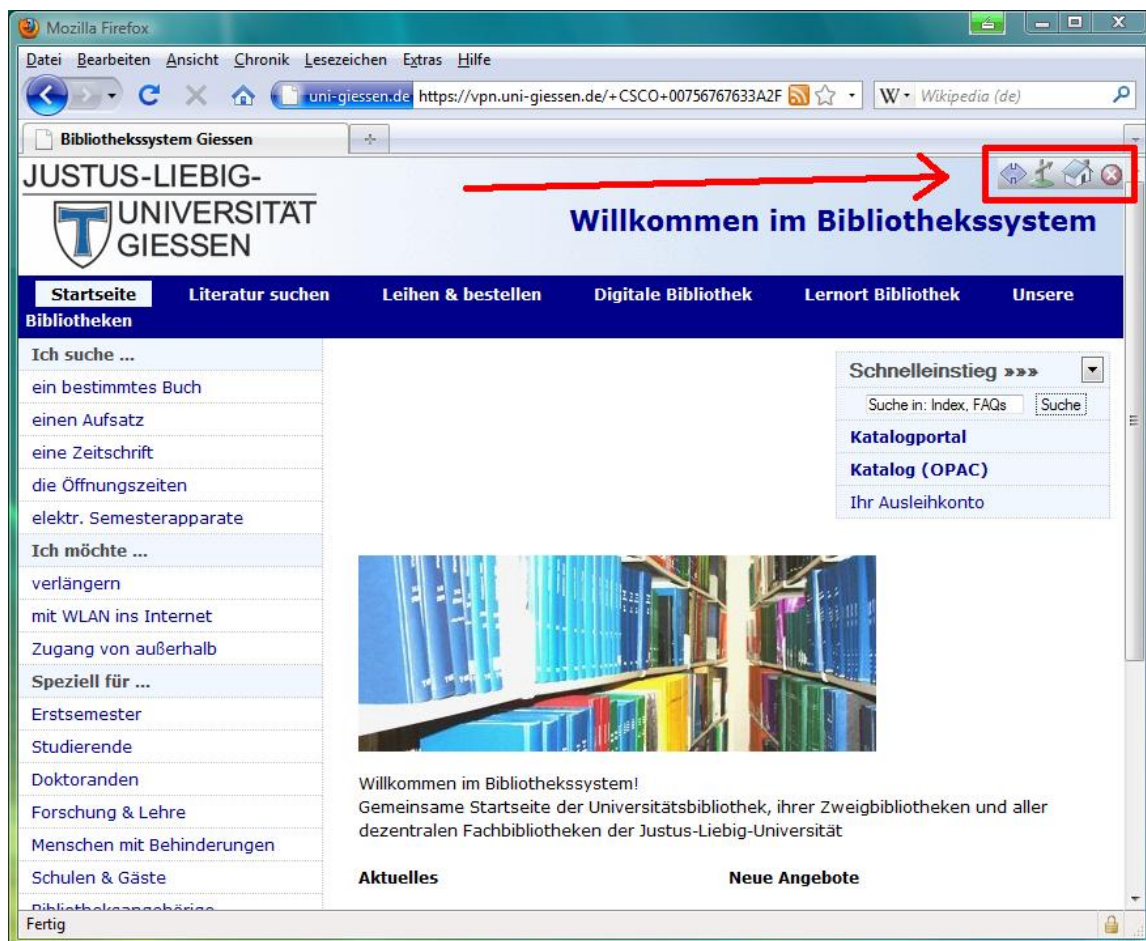 Mozilla Firefox
Datei Bearbeiten Ansicht Chronik Lesezeichen Extras Hilfe
uni-giessen.de https://vpn.uni-giessen.de/+CSCO+00756767633A2F W Wikipedia (de)
Bibliothekssystem Giessen
JUSTUS-LIEBIG-
UNIVERSITÄT
GIESSEN
Willkommen im Bibliothekssystem
Startseite Literatur suchen Leihen & bestellen Digitale Bibliothek Lernort Bibliothek Unsere
Bibliotheken
Ich suche ...
ein bestimmtes Buch
einen Aufsatz
eine Zeitschrift
die Öffnungszeiten
elektr. Semesterapparate
Ich möchte ...
verlängern
mit WLAN ins Internet
Zugang von außerhalb
Speziell für ...
Erstsemester
Studierende
Doktoranden
Forschung & Lehre
Menschen mit Behinderungen
Schulen & Gäste
Bibliotheksangehörige
Schnelleinstieg »»»
Suche in: Index, FAQs Suche
Katalogportal
Katalog (OPAC)
Ihr Ausleihkonto
Willkommen im Bibliothekssystem!
Gemeinsame Startseite der Universitätsbibliothek, ihrer Zweigbibliotheken und aller
dezentralen Fachbibliotheken der Justus-Liebig-Universität
Aktuelles Neue Angebote
Fertig